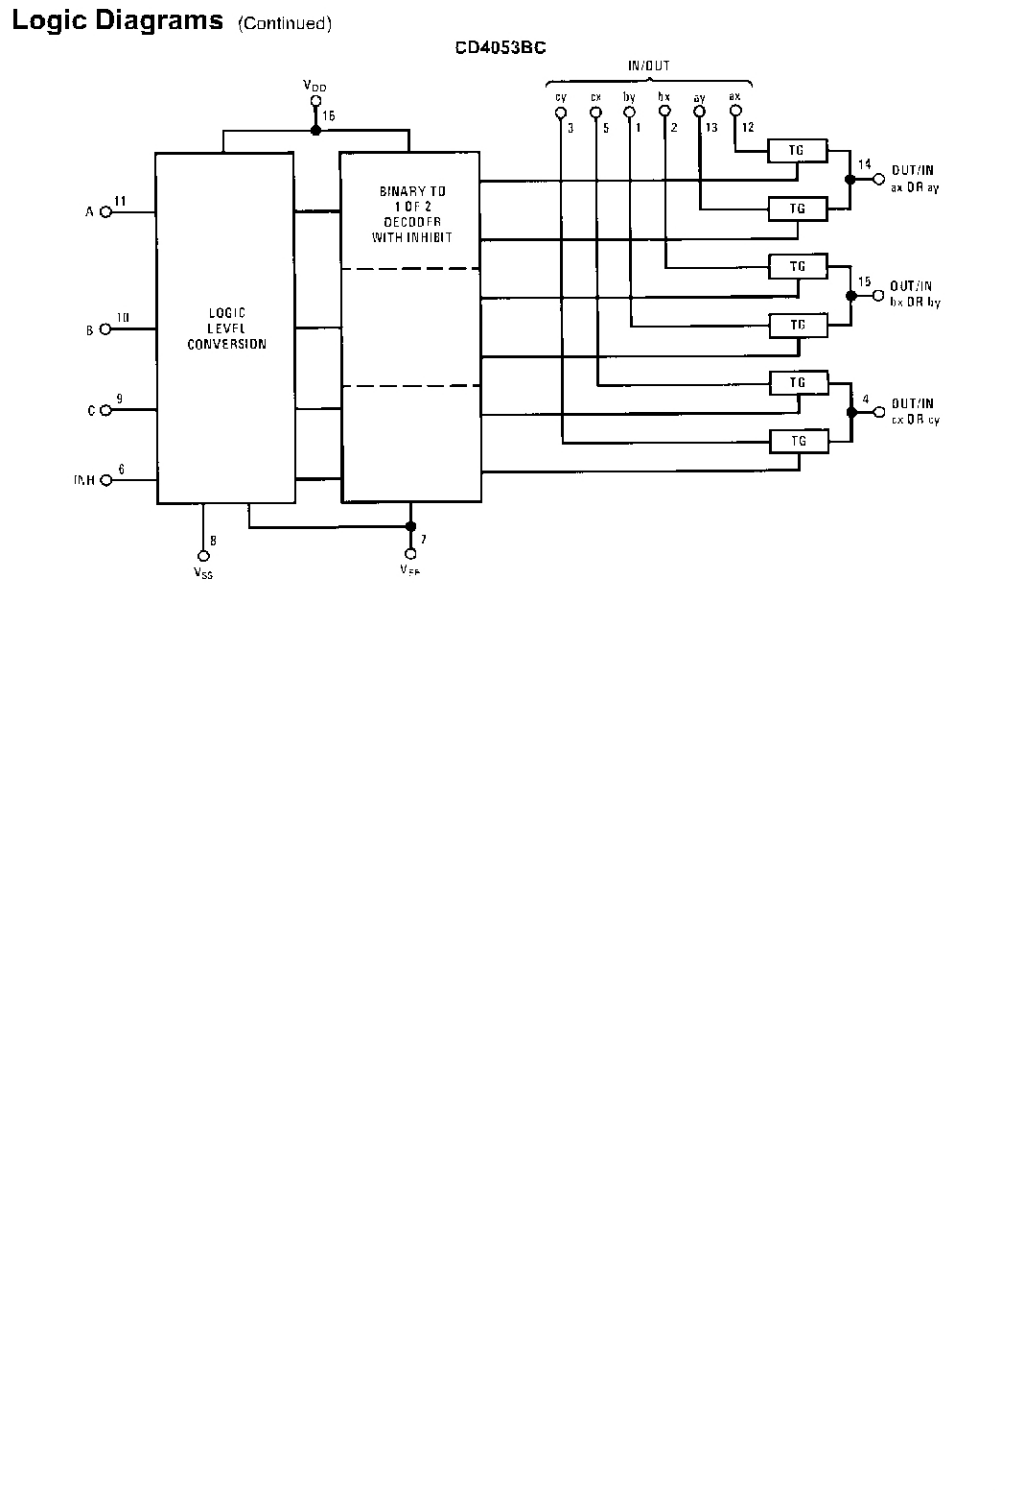 Logic Diagrams (Continued)
CD4053BC
IN/OUT
VDD
cy cx by bx ay ax
16
3 5 1 2 13 12
TG
14
OUT/IN
ax OR ay
BINARY TO
1 OF 2
DECODER
WITH INHIBIT
A 11
TG
TG
15
OUT/IN
bx OR by
B 10
LOGIC
LEVEL
CONVERSION
TG
TG
C 9
4
OUT/IN
cx OR cy
TG
INH 6
8
7
VSS
VEE